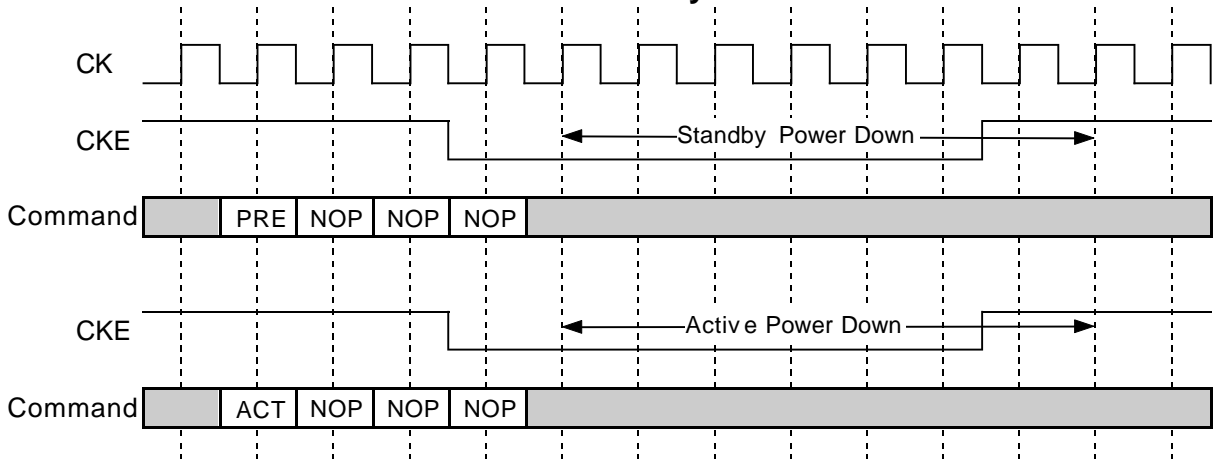 CK
CKE
Standby Power Down
Command PRE NOP NOP NOP
CKE
Active Power Down
Command ACT NOP NOP NOP